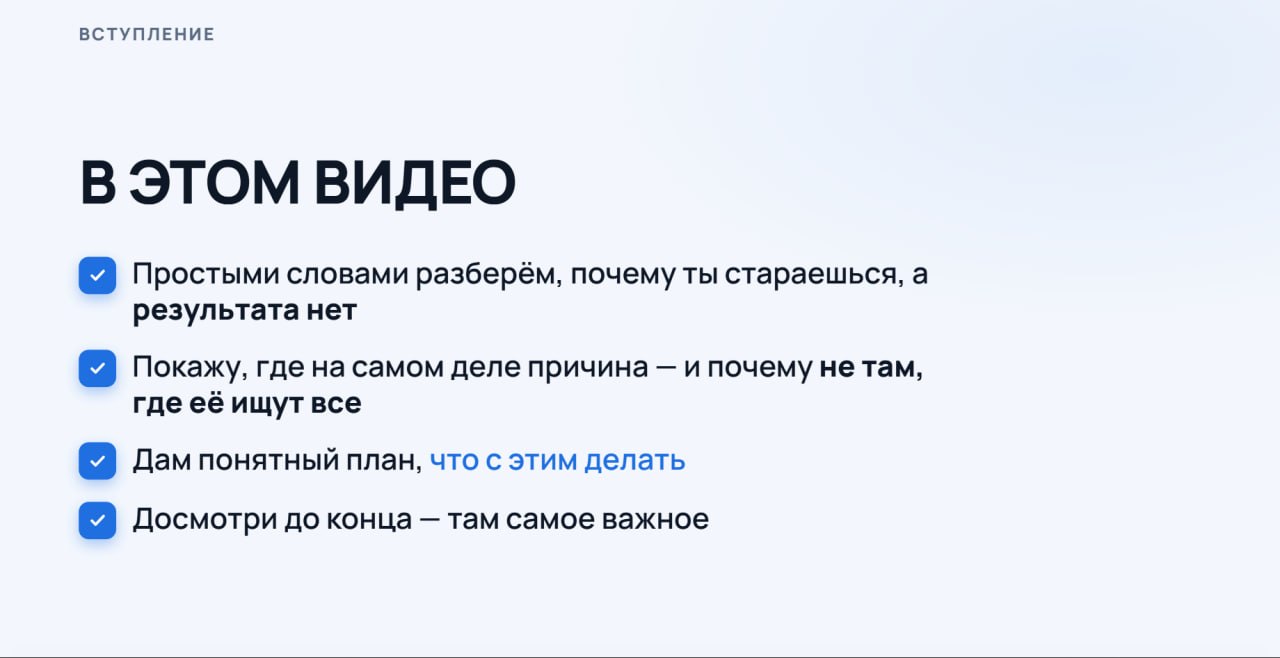 ВСТУПЛЕНИЕ
В ЭТОМ ВИДЕО
Простыми словами разберём, почему ты стараешься, а
результата нет
Покажу, где на самом деле причина — и почему не там,
где её ищут все
Дам понятный план, что с этим делать
Досмотри до конца — там самое важное